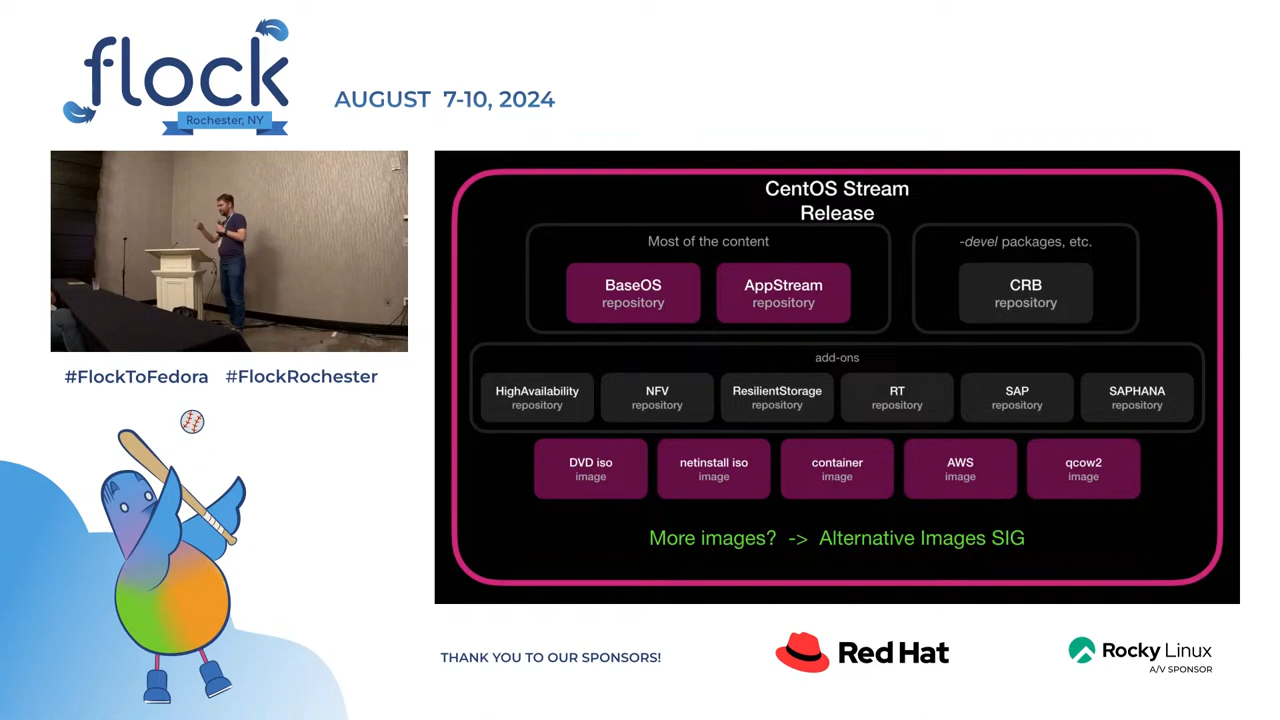 flock
Rochester, NY
AUGUST 7-10, 2024
#FlockToFedora #FlockRochester
CentOS Stream
Release
Most of the content
BaseOS
repository
AppStream
repository
-devel packages, etc.
CRB
repository
add-ons
HighAvailability
repository
NFV
repository
ResilientStorage
repository
RT
repository
SAP
repository
SAPHANA
repository
DVD iso
image
netinstall iso
image
container
image
AWS
image
qcow2
image
More images? -> Alternative Images SIG
THANK YOU TO OUR SPONSORS!
Red Hat
Rocky Linux
A/V SPONSOR